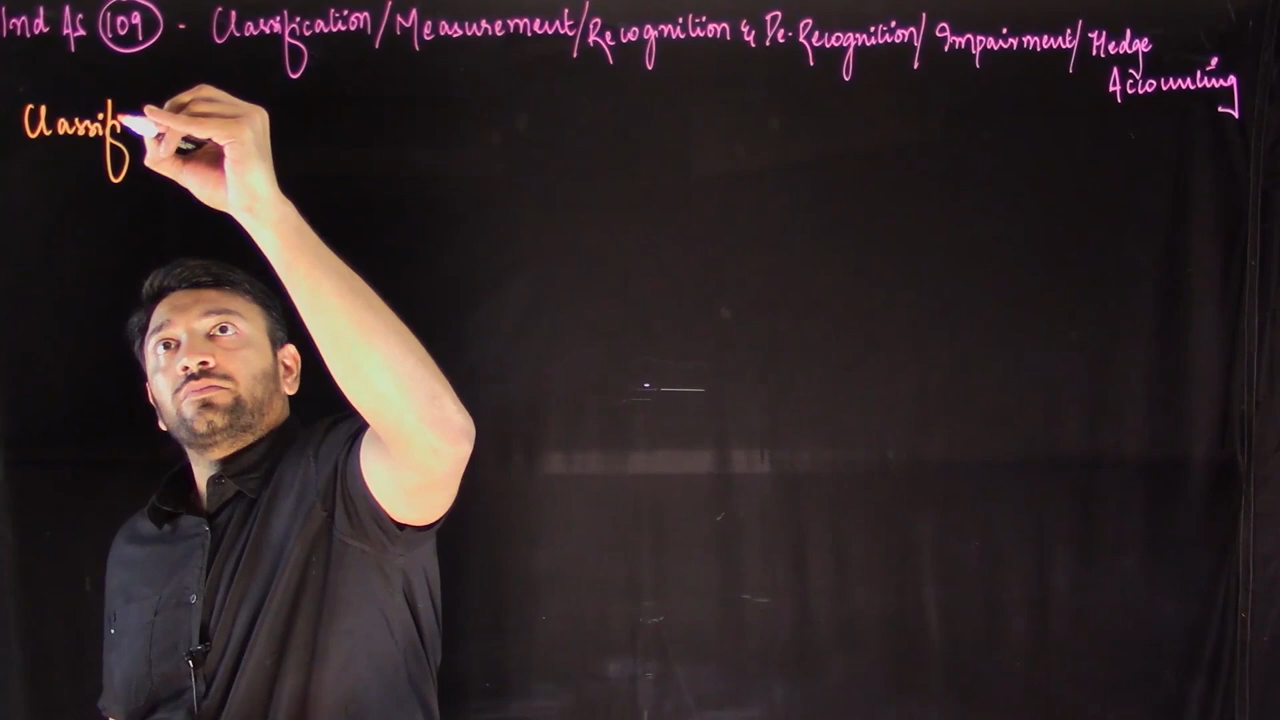 Ind As 109 - Classification/Measurement/Recognition & De-Recognition/Impairment/Hedge
Accounting
Classif